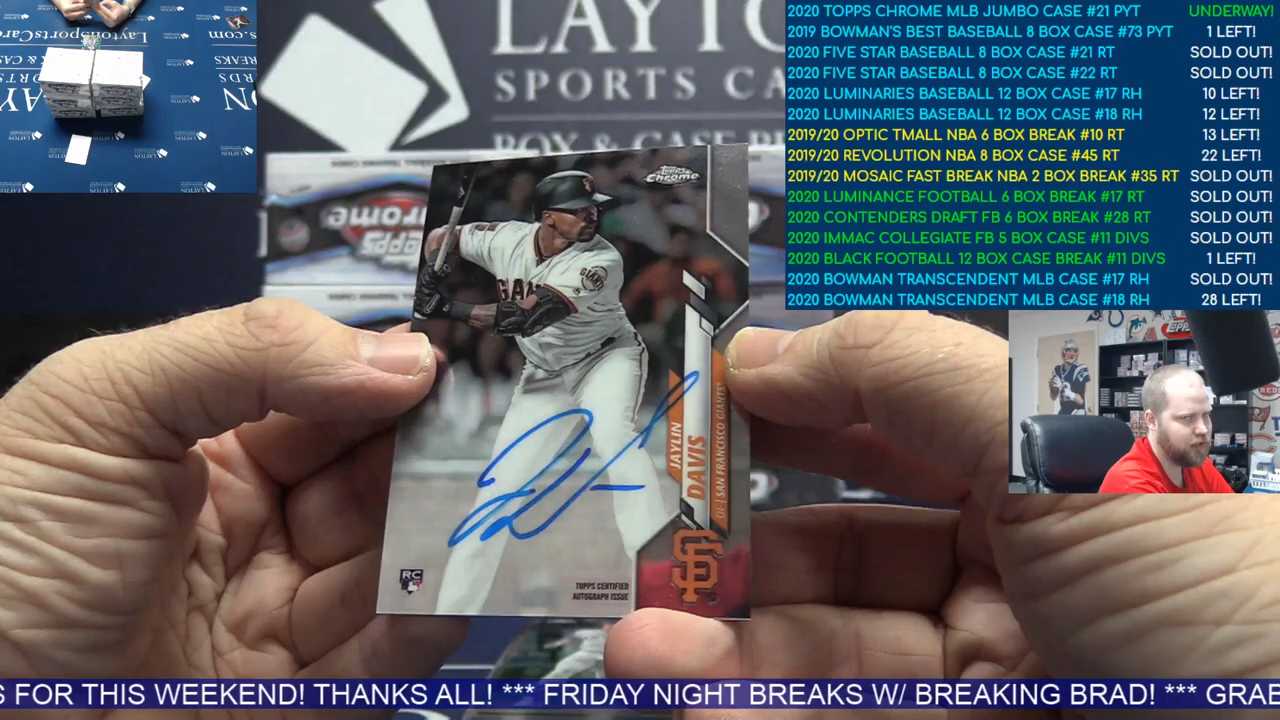 LAYTO
SPORTS CA
BOX & CASE
Topps
Chrome
Topps
Chrome
GIANTS
GIAN
JAYLIN
DAVIS
OF | SAN FRANCISCO GIANTS®
SF
RC
TOPPS CERTIFIED
AUTOGRAPH ISSUE
2020 TOPPS CHROME MLB JUMBO CASE #21 PYT UNDERWAY!
2019 BOWMAN'S BEST BASEBALL 8 BOX CASE #73 PYT 1 LEFT!
2020 FIVE STAR BASEBALL 8 BOX CASE #21 RT SOLD OUT!
2020 FIVE STAR BASEBALL 8 BOX CASE #22 RT SOLD OUT!
2020 LUMINARIES BASEBALL 12 BOX CASE #17 RH 10 LEFT!
2020 LUMINARIES BASEBALL 12 BOX CASE #18 RH 12 LEFT!
2019/20 OPTIC TMALL NBA 6 BOX BREAK #10 RT 13 LEFT!
2019/20 REVOLUTION NBA 8 BOX CASE #45 RT 22 LEFT!
2019/20 MOSAIC FAST BREAK NBA 2 BOX BREAK #35 RT SOLD OUT!
2020 LUMINANCE FOOTBALL 6 BOX BREAK #17 RT SOLD OUT!
2020 CONTENDERS DRAFT FB 6 BOX BREAK #28 RT SOLD OUT!
2020 IMMAC COLLEGIATE FB 5 BOX CASE #11 DIVS SOLD OUT!
2020 BLACK FOOTBALL 12 BOX CASE BREAK #11 DIVS 1 LEFT!
2020 BOWMAN TRANSCENDENT MLB CASE #17 RH SOLD OUT!
2020 BOWMAN TRANSCENDENT MLB CASE #18 RH 28 LEFT!
S FOR THIS WEEKEND! THANKS ALL! *** FRIDAY NIGHT BREAKS W/ BREAKING BRAD! *** GRAE